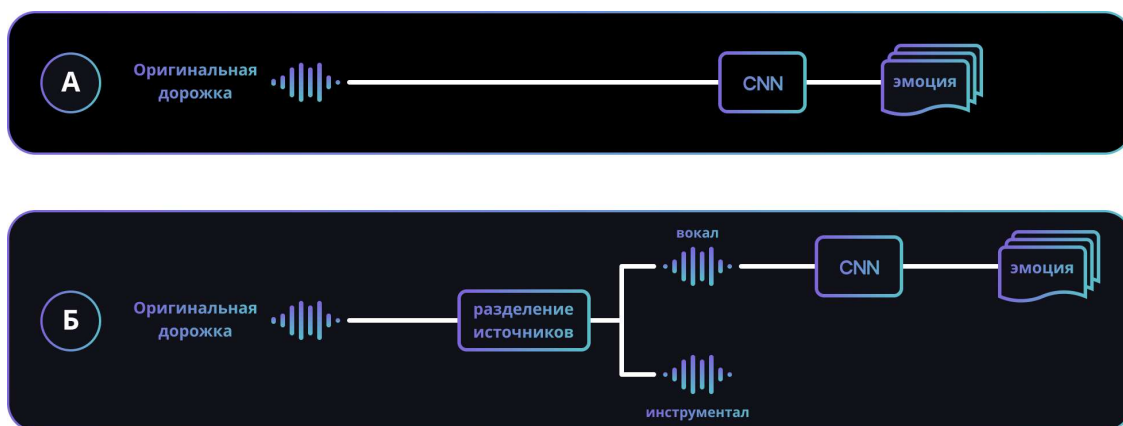 А
Оригинальная
дорожка
CNN
эмоция
Б
Оригинальная
дорожка
разделение
источников
вокал
CNN
эмоция
инструментал